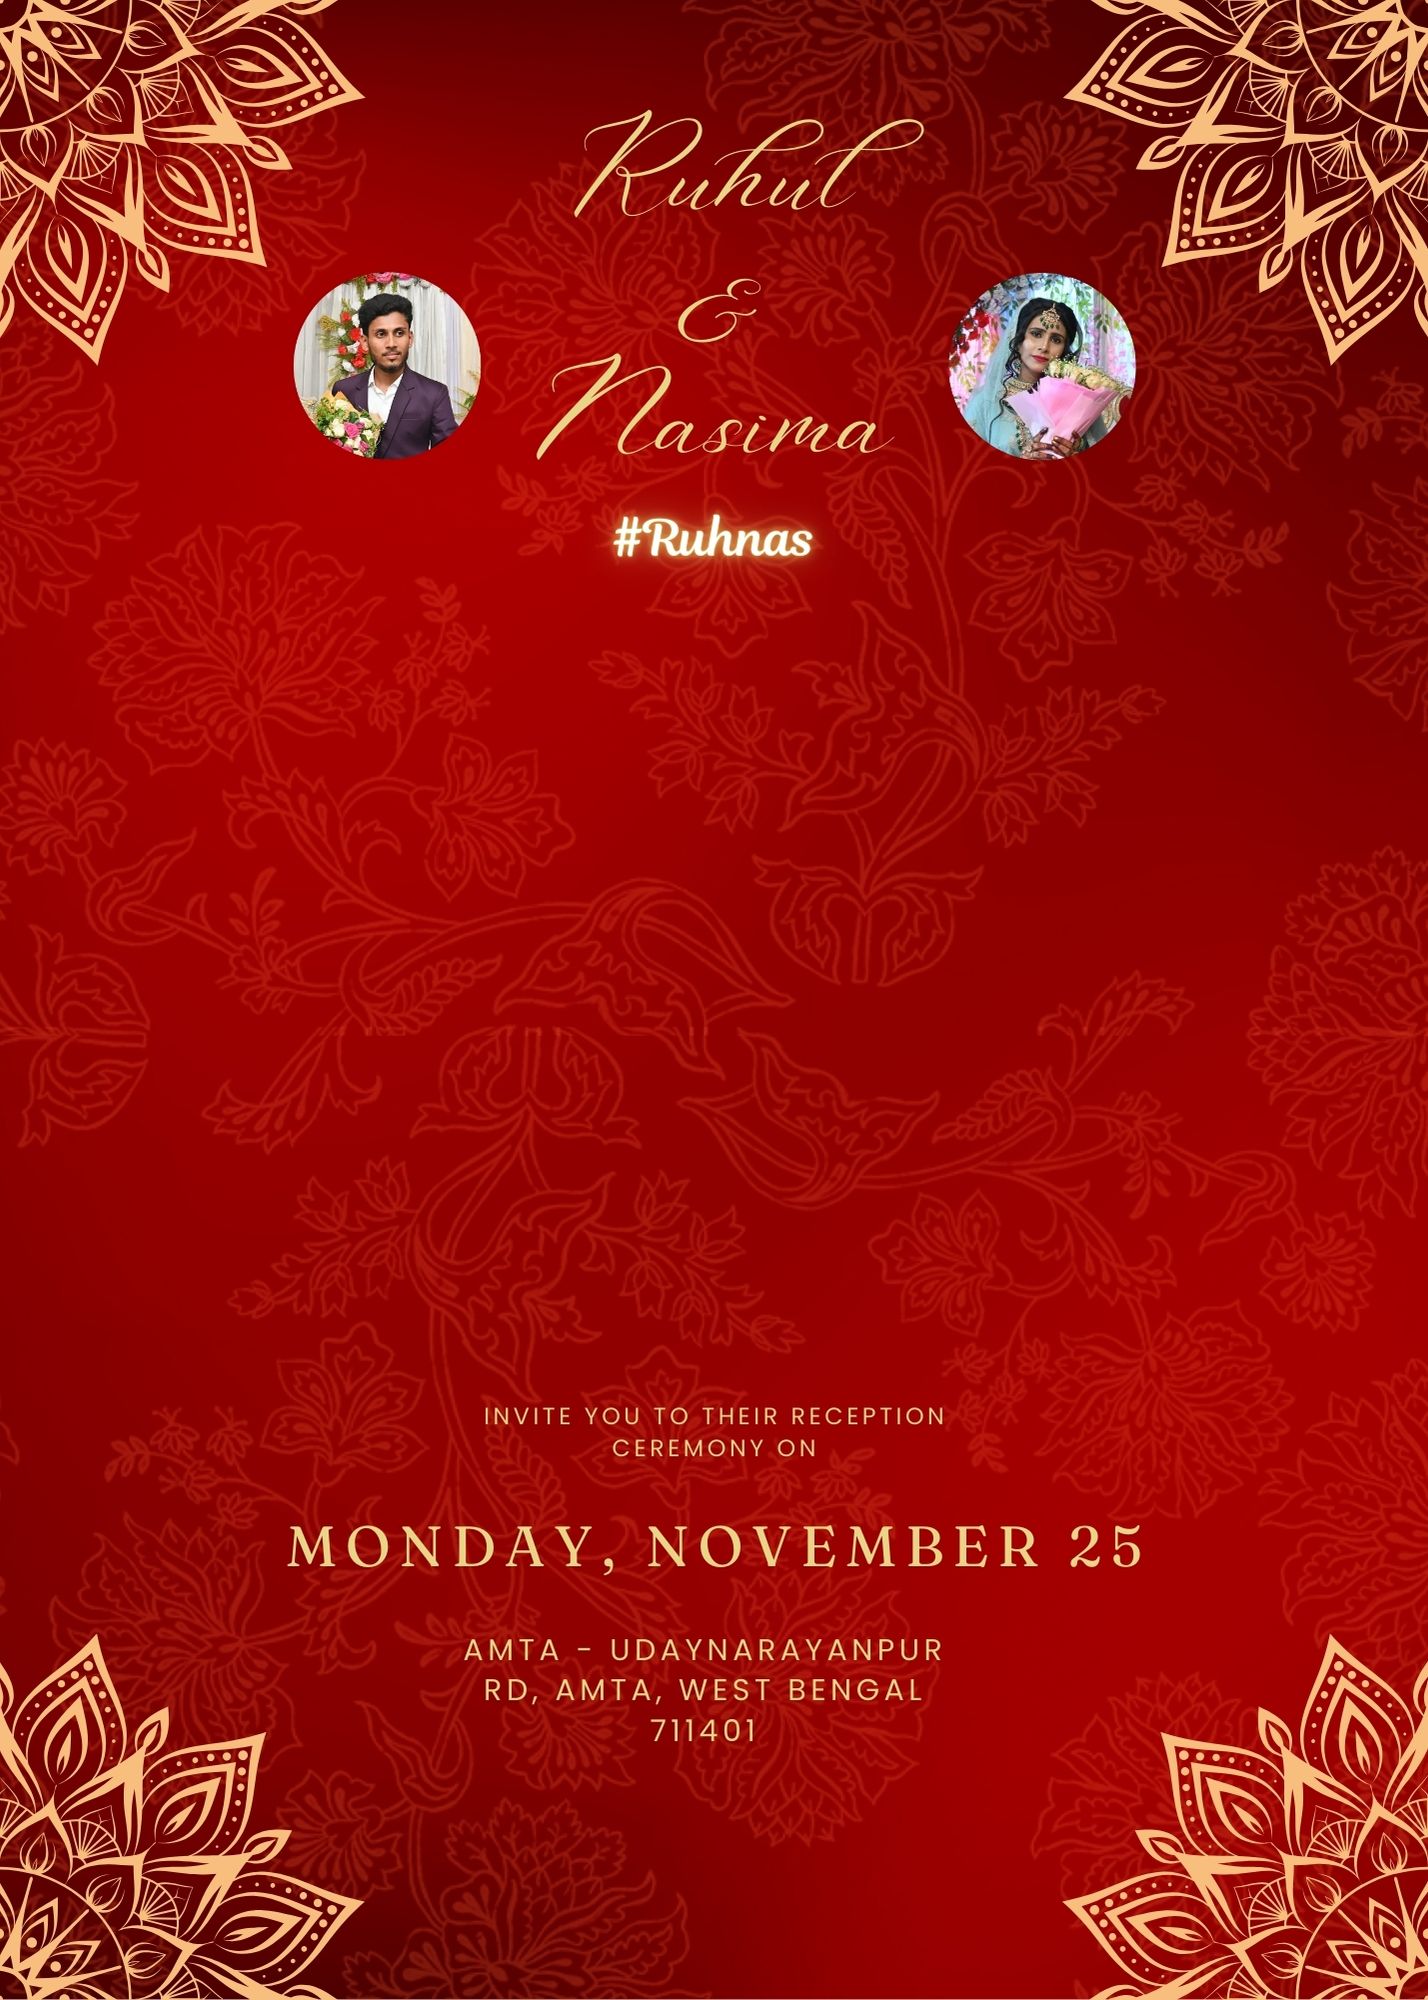 Ruhul
&
Nasima
#Ruhnas
INVITE YOU TO THEIR RECEPTION
CEREMONY ON
MONDAY, NOVEMBER 25
AMTA - UDAYNARAYANPUR
RD, AMTA, WEST BENGAL
711401